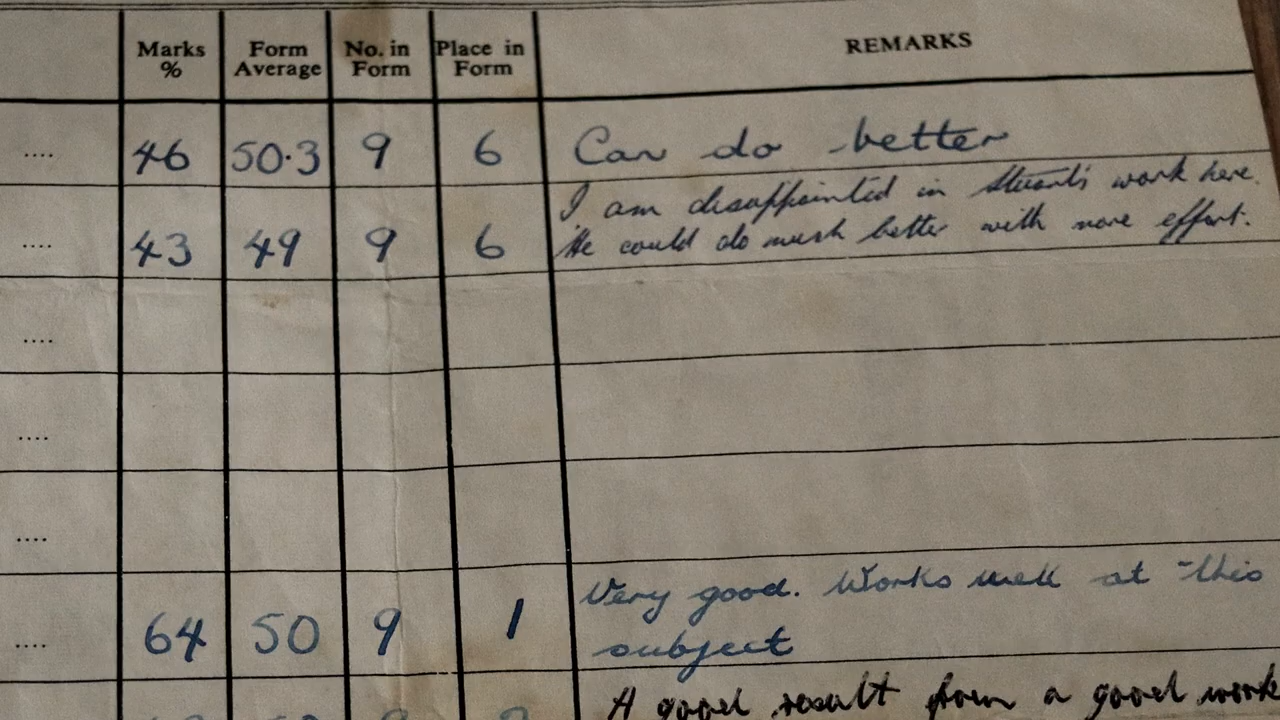 Marks % Form Average No. in Form Place in Form REMARKS
.... 46 50·3 9 6 Can do better
I am disappointed in Stuart's work here.
.... 43 49 9 6 He could do much better with more effort.
....
....
....
Very good. Works well at this
.... 64 50 9 1 subject
A good result from a good work